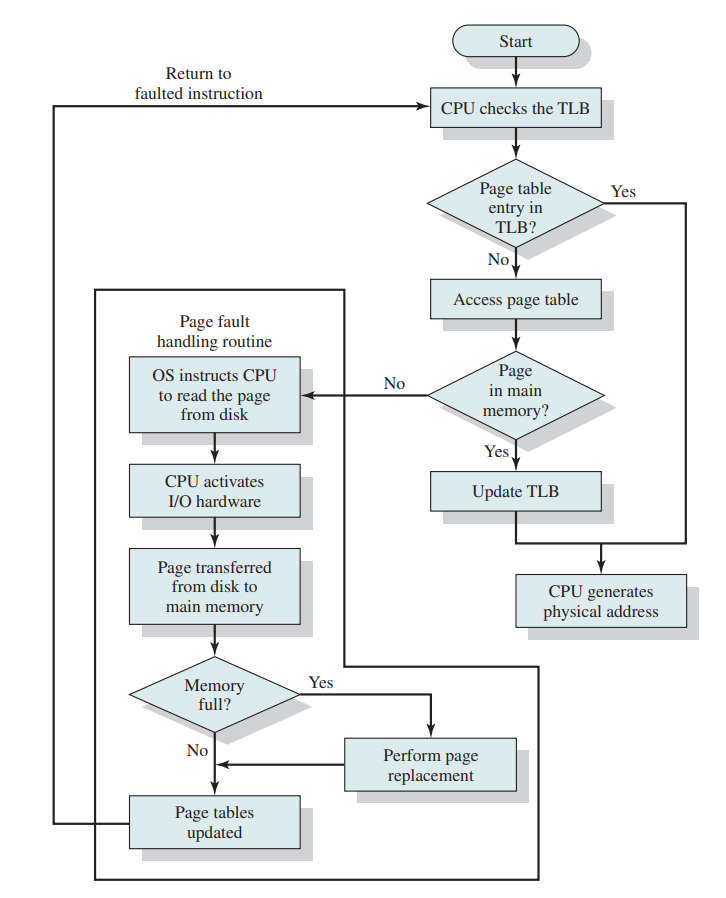 Start
Return to
faulted instruction
CPU checks the TLB
Page table
entry in
TLB?
Yes
No
Access page table
Page fault
handling routine
Page
in main
memory?
No
OS instructs CPU
to read the page
from disk
Yes
Update TLB
CPU activates
I/O hardware
Page transferred
from disk to
main memory
CPU generates
physical address
Memory
full?
Yes
No
Perform page
replacement
Page tables
updated